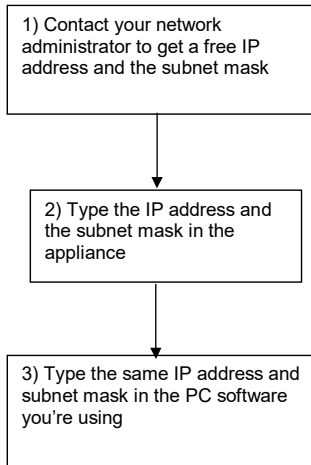 1) Contact your network
administrator to get a free IP
address and the subnet mask
2) Type the IP address and
the subnet mask in the
appliance
3) Type the same IP address and
subnet mask in the PC software
you’re using